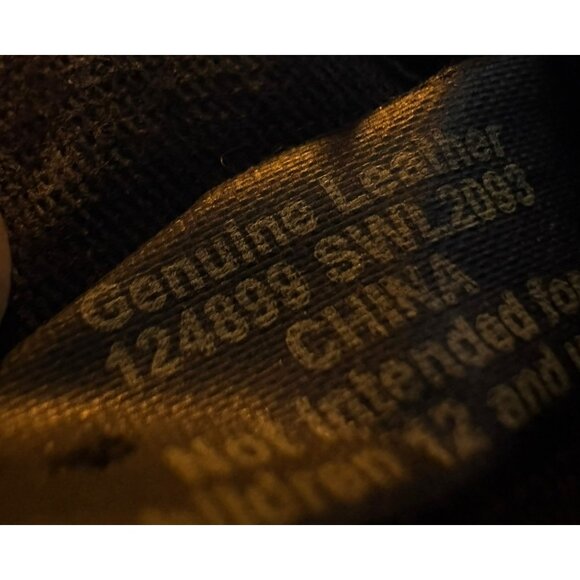 Genuine Leather
124899 SWL2093
CHINA
Not Intended for
children 12 and